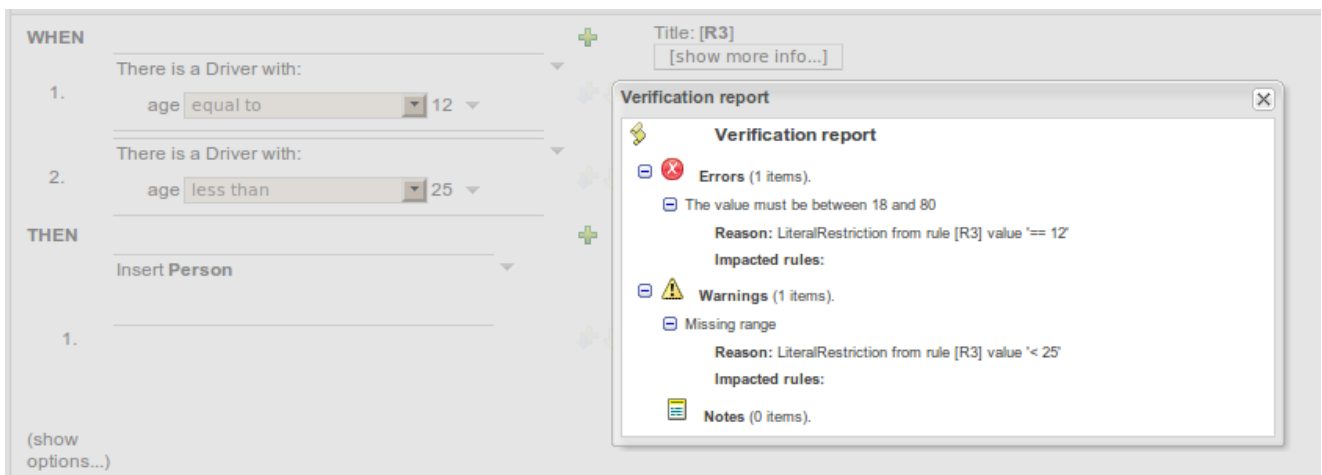 WHEN
There is a Driver with:
1.
age equal to 12
There is a Driver with:
2.
age less than 25
THEN
Insert Person
1.
(show
options...)
Title: [R3]
[show more info...]
Verification report
Verification report
Errors (1 items).
The value must be between 18 and 80
Reason: LiteralRestriction from rule [R3] value '== 12'
Impacted rules:
Warnings (1 items).
Missing range
Reason: LiteralRestriction from rule [R3] value '< 25'
Impacted rules:
Notes (0 items).